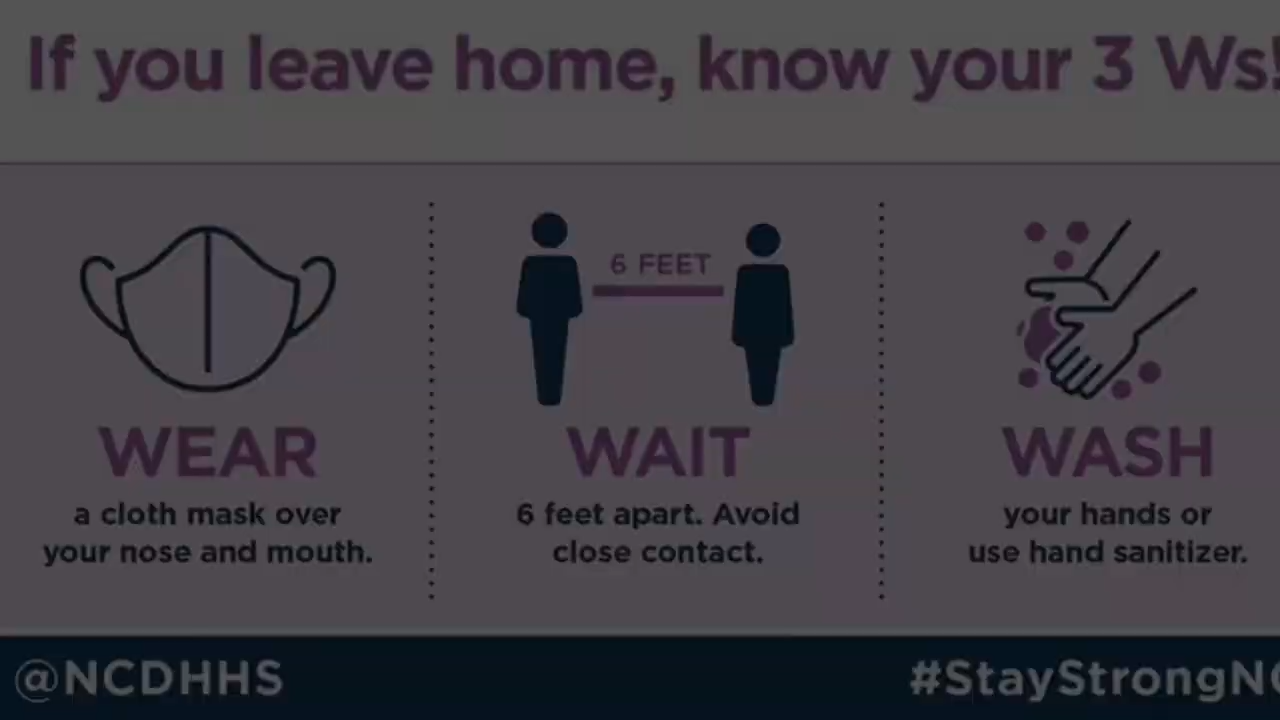 If you leave home, know your 3 Ws!
6 FEET
WEAR
a cloth mask over
your nose and mouth.
WAIT
6 feet apart. Avoid
close contact.
WASH
your hands or
use hand sanitizer.
@NCDHHS
#StayStrongNC